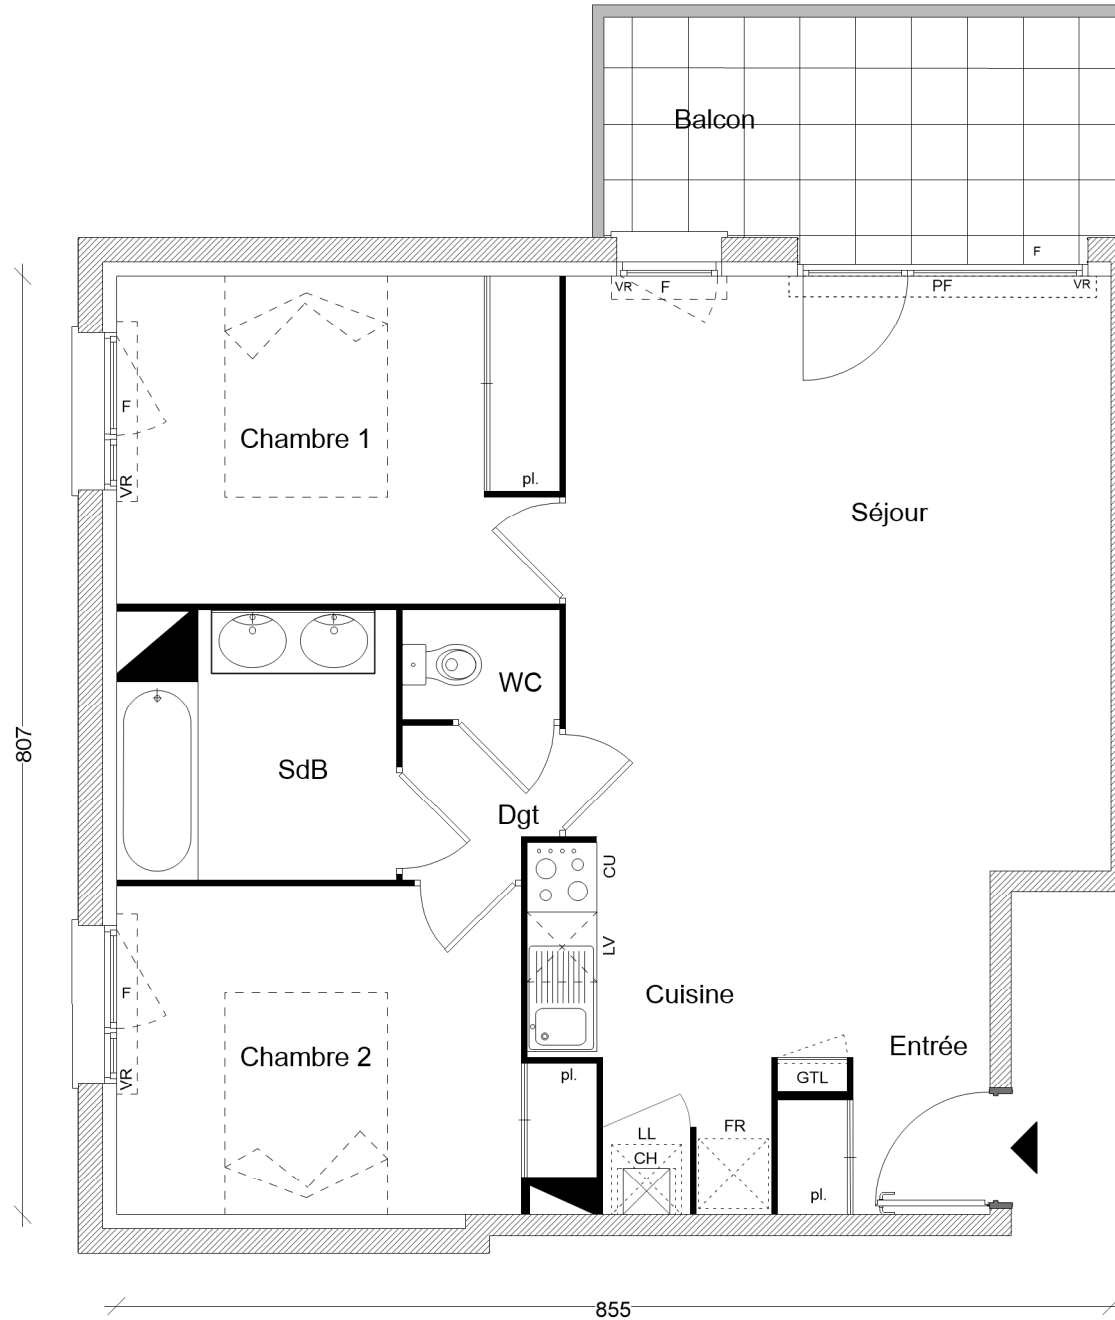 Balcon
F
VR
F
PF
VR
F
VR
Chambre 1
pl.
Séjour
WC
SdB
Dgt
807
CU
LV
F
VR
Chambre 2
Cuisine
Entrée
pl.
GTL
LL
CH
FR
pl.
855